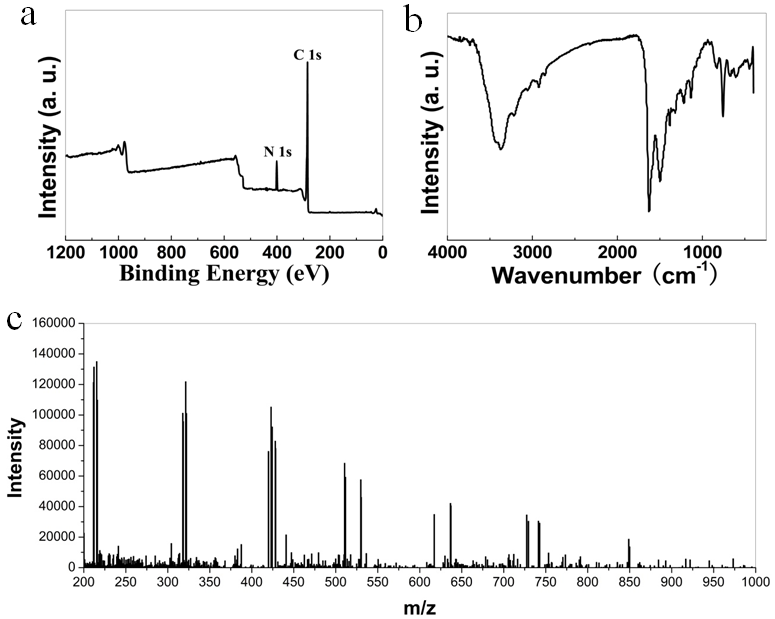 a
C 1s
N 1s
Intensity (a. u.)
1200 1000 800 600 400 200 0
Binding Energy (eV)
b
Intensity (a. u.)
4000 3000 2000 1000
Wavenumber (cm-1)
c
160000
140000
120000
100000
80000
60000
40000
20000
0
Intensity
200 250 300 350 400 450 500 550 600 650 700 750 800 850 900 950 1000
m/z